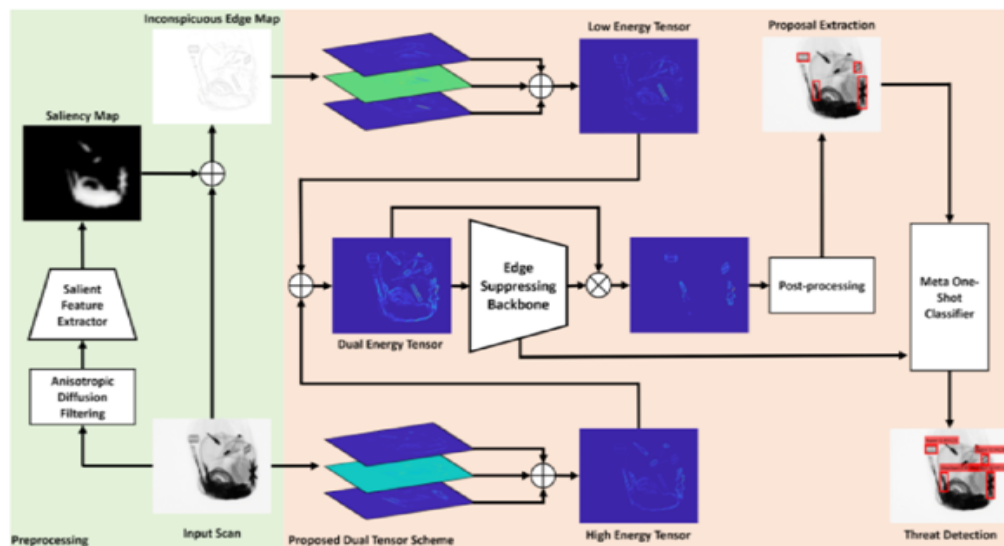 Inconspicuous Edge Map
Low Energy Tensor
Proposal Extraction
Saliency Map
Salient
Feature
Extractor
Edge
Suppressing
Backbone
Post-processing
Meta One-
Shot
Classifier
Dual Energy Tensor
Anisotropic
Diffusion
Filtering
Preprocessing
Input Scan
Proposed Dual Tensor Scheme
High Energy Tensor
Threat Detection